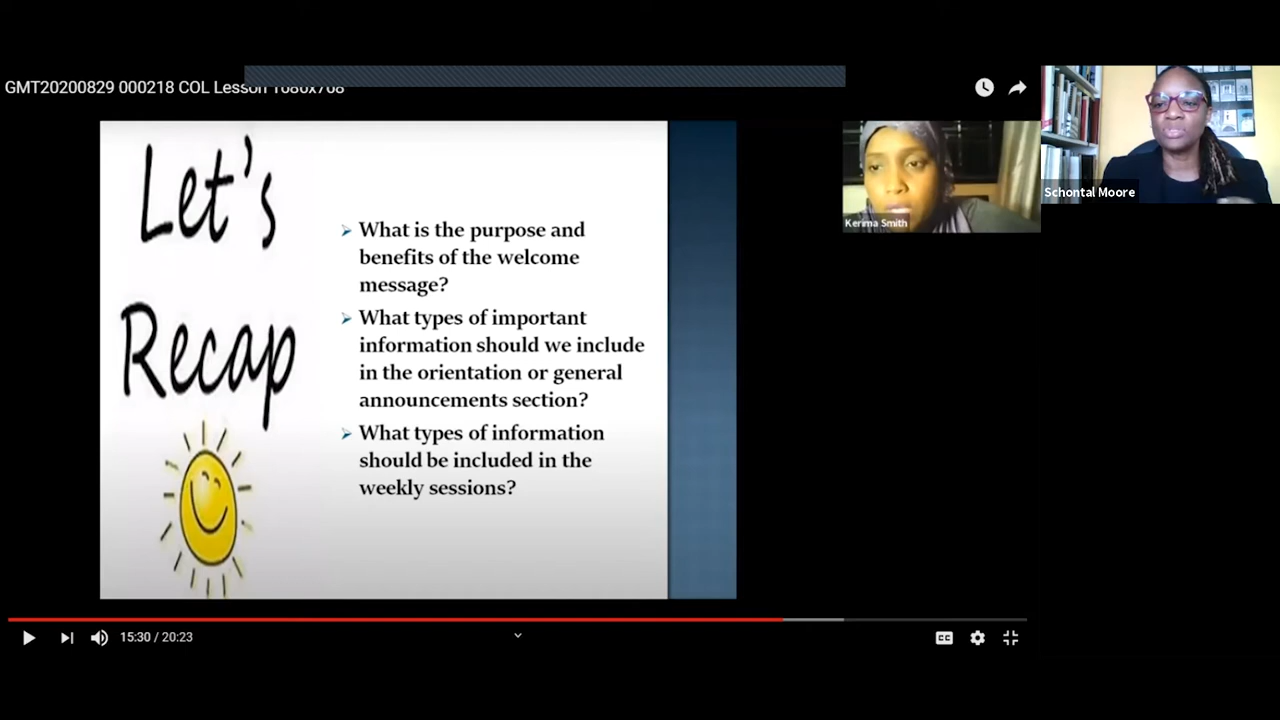 GMT20200829 000218 COL Lesson 1686x768
Schontal Moore
Kerima Smith
Let's
Recap
What is the purpose and
benefits of the welcome
message?
What types of important
information should we include
in the orientation or general
announcements section?
What types of information
should be included in the
weekly sessions?
15:30 / 20:23
CC